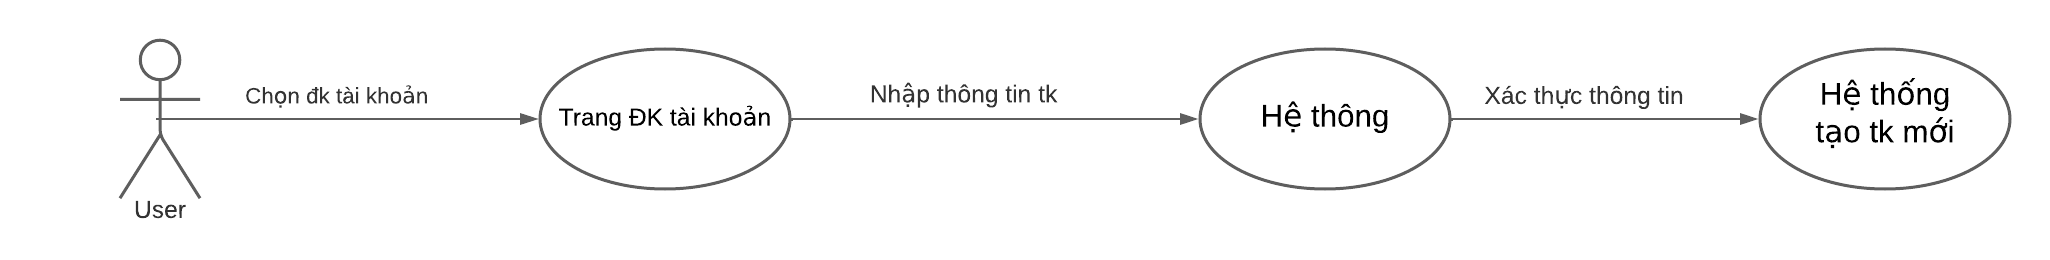 Chọn đk tài khoản
Trang ĐK tài khoản
Nhập thông tin tk
Hệ thông
Xác thực thông tin
Hệ thống
tạo tk mới
User